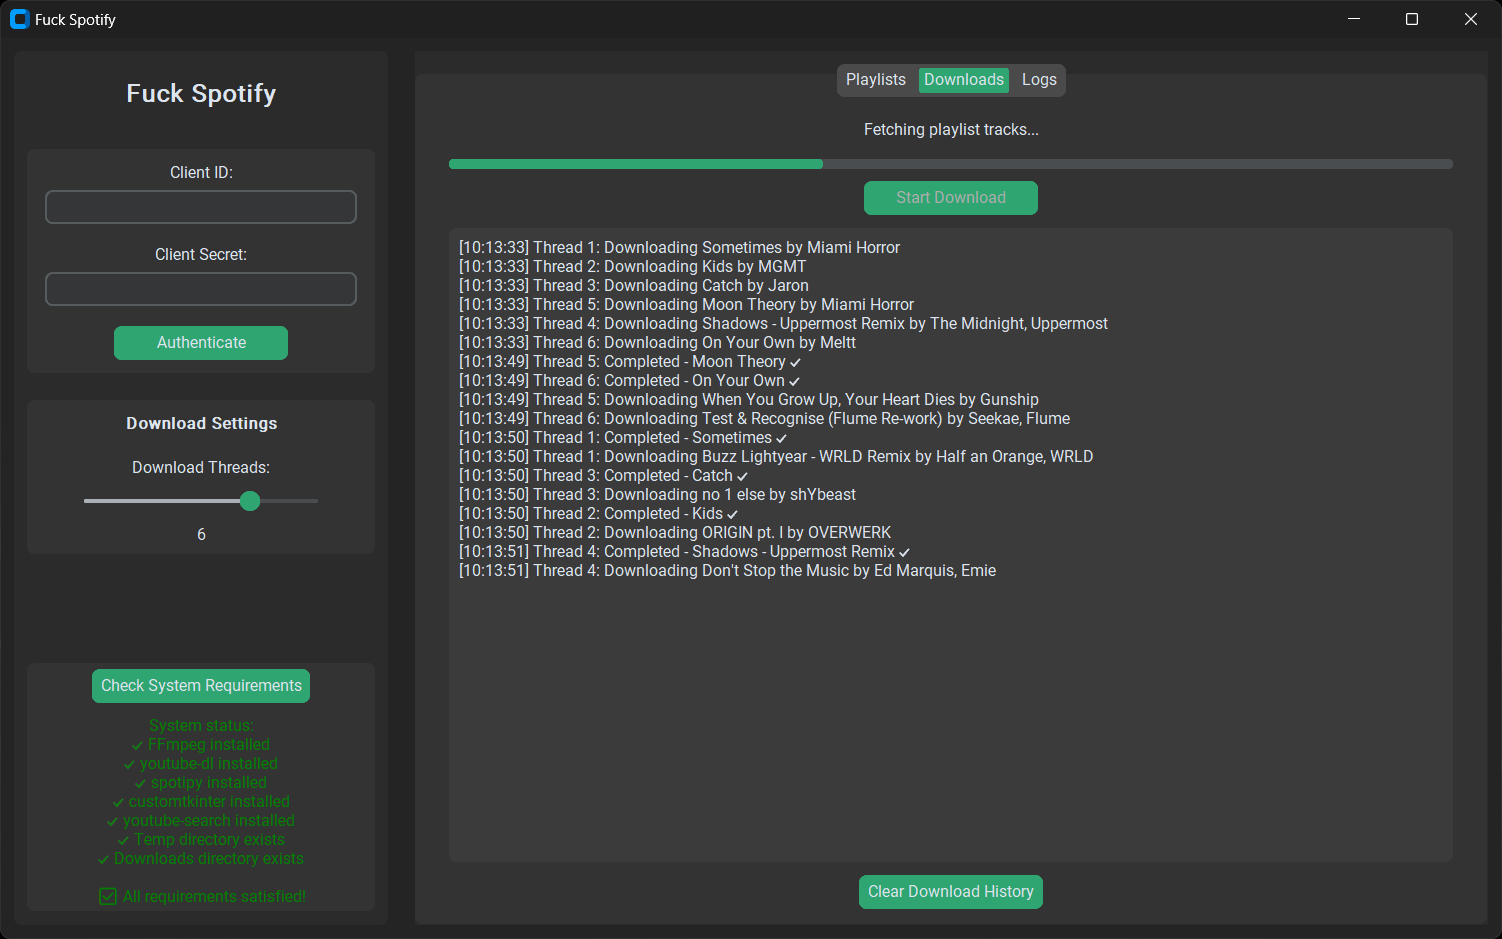 Fuck Spotify
Fuck Spotify
Client ID:
Client Secret:
Authenticate
Download Settings
Download Threads:
6
Check System Requirements
System status:
✓ FFmpeg installed
✓ youtube-dl installed
✓ spotipy installed
✓ customtkinter installed
✓ youtube-search installed
✓ Temp directory exists
✓ Downloads directory exists
☑ All requirements satisfied!
Playlists Downloads Logs
Fetching playlist tracks...
Start Download
[10:13:33] Thread 1: Downloading Sometimes by Miami Horror
[10:13:33] Thread 2: Downloading Kids by MGMT
[10:13:33] Thread 3: Downloading Catch by Jaron
[10:13:33] Thread 5: Downloading Moon Theory by Miami Horror
[10:13:33] Thread 4: Downloading Shadows - Uppermost Remix by The Midnight, Uppermost
[10:13:33] Thread 6: Downloading On Your Own by Meltt
[10:13:49] Thread 5: Completed - Moon Theory ✓
[10:13:49] Thread 6: Completed - On Your Own ✓
[10:13:49] Thread 5: Downloading When You Grow Up, Your Heart Dies by Gunship
[10:13:49] Thread 6: Downloading Test & Recognise (Flume Re-work) by Seekae, Flume
[10:13:50] Thread 1: Completed - Sometimes ✓
[10:13:50] Thread 1: Downloading Buzz Lightyear - WRLD Remix by Half an Orange, WRLD
[10:13:50] Thread 3: Completed - Catch ✓
[10:13:50] Thread 3: Downloading no 1 else by shYbeast
[10:13:50] Thread 2: Completed - Kids ✓
[10:13:50] Thread 2: Downloading ORIGIN pt. I by OVERWERK
[10:13:51] Thread 4: Completed - Shadows - Uppermost Remix ✓
[10:13:51] Thread 4: Downloading Don't Stop the Music by Ed Marquis, Emie
Clear Download History